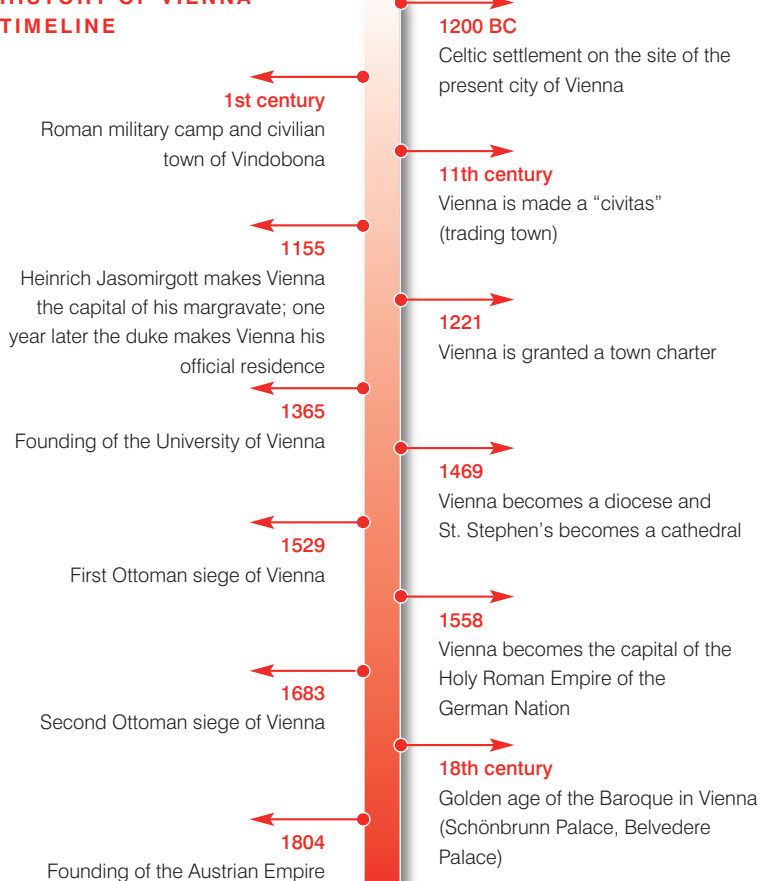 HISTORY OF VIENNA
TIMELINE
1200 BC
Celtic settlement on the site of the
present city of Vienna
1st century
Roman military camp and civilian
town of Vindobona
11th century
Vienna is made a “civitas”
(trading town)
1155
Heinrich Jasomirgott makes Vienna
the capital of his margravate; one
year later the duke makes Vienna his
official residence
1221
Vienna is granted a town charter
1365
Founding of the University of Vienna
1469
Vienna becomes a diocese and
St. Stephen’s becomes a cathedral
1529
First Ottoman siege of Vienna
1558
Vienna becomes the capital of the
Holy Roman Empire of the
German Nation
1683
Second Ottoman siege of Vienna
18th century
Golden age of the Baroque in Vienna
(Schönbrunn Palace, Belvedere
Palace)
1804
Founding of the Austrian Empire